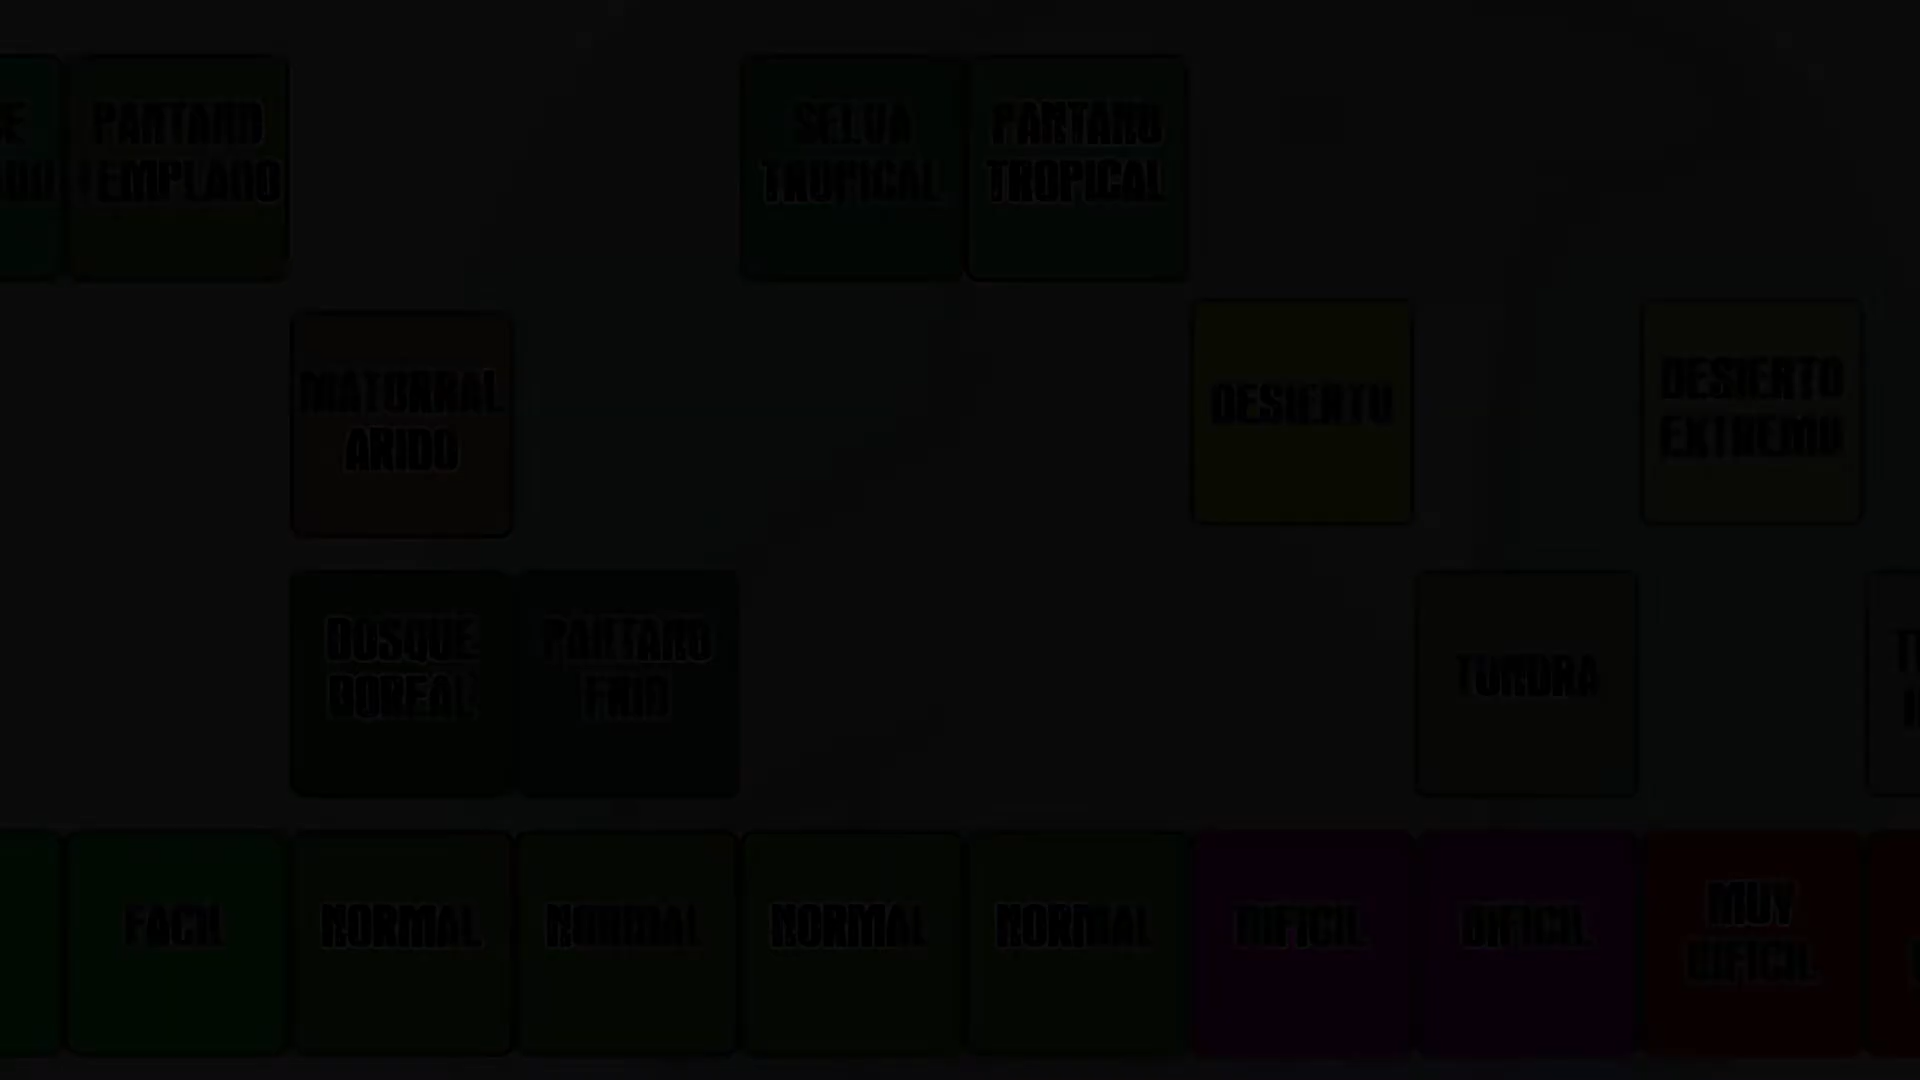 PANTANO
TEMPLADO
SELVA
TROPICAL
PANTANO
TROPICAL
MATORRAL
ARIDO
DESIERTO
DESIERTO
EXTREMO
BOSQUE
BOREAL
PANTANO
FRIO
TUNDRA
FACIL
NORMAL
NORMAL
NORMAL
NORMAL
DIFICIL
DIFICIL
MUY
DIFICIL